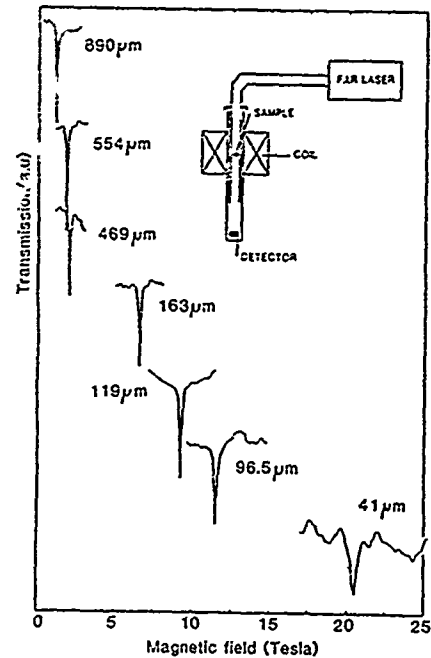 890µm
F.I.R LASER
SAMPLE
554µm
COIL
Transmission (a.u)
469µm
DETECTOR
163µm
119µm
96.5µm
41µm
0 5 10 15 20 25
Magnetic field (Tesla)